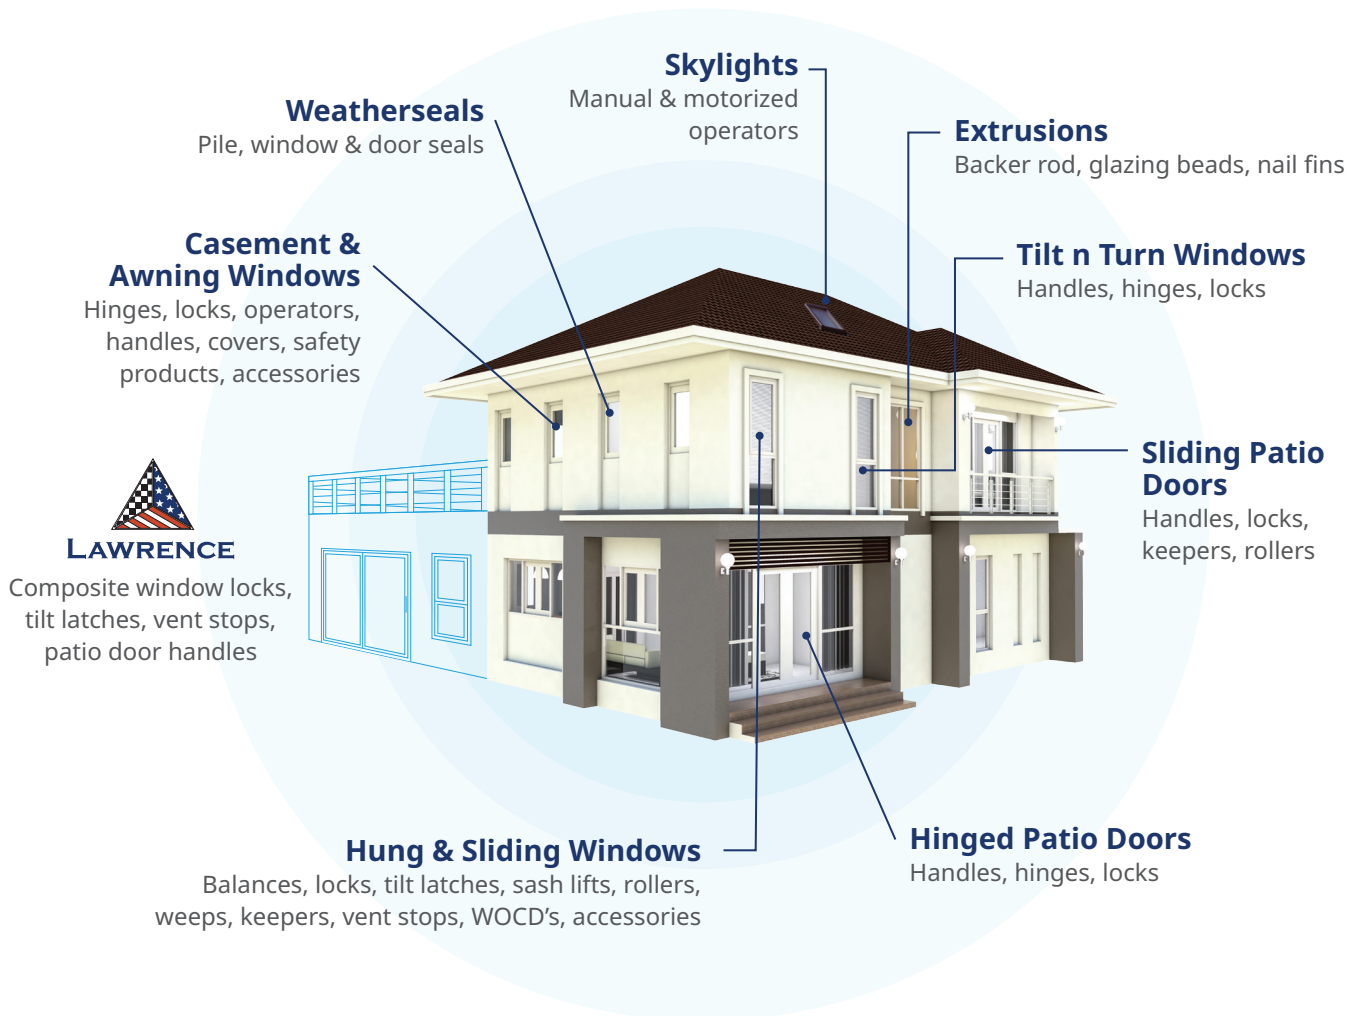 Skylights
Manual & motorized
operators
Weatherseals
Pile, window & door seals
Extrusions
Backer rod, glazing beads, nail fins
Casement &
Awning Windows
Hinges, locks, operators,
handles, covers, safety
products, accessories
Tilt n Turn Windows
Handles, hinges, locks
Sliding Patio
Doors
Handles, locks,
keepers, rollers
LAWRENCE
Composite window locks,
tilt latches, vent stops,
patio door handles
Hung & Sliding Windows
Balances, locks, tilt latches, sash lifts, rollers,
weeps, keepers, vent stops, WOCD’s, accessories
Hinged Patio Doors
Handles, hinges, locks